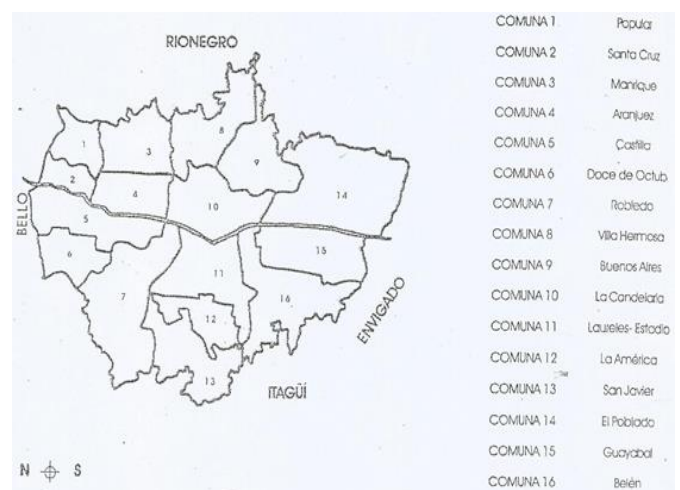 RIONEGRO
1
3
8
9
2
4
10
14
BELLO
5
6
7
11
15
12
16
13
ENVIGADO
ITAGÜÍ
N S
COMUNA 1 Popular
COMUNA 2 Santa Cruz
COMUNA 3 Manrique
COMUNA 4 Aranjuez
COMUNA 5 Castilla
COMUNA 6 Doce de Octub
COMUNA 7 Robledo
COMUNA 8 Villa Hermosa
COMUNA 9 Buenos Aires
COMUNA 10 La Candelaria
COMUNA 11 Laureles- Estadio
COMUNA 12 La América
COMUNA 13 San Javier
COMUNA 14 El Poblado
COMUNA 15 Guayabal
COMUNA 16 Belén